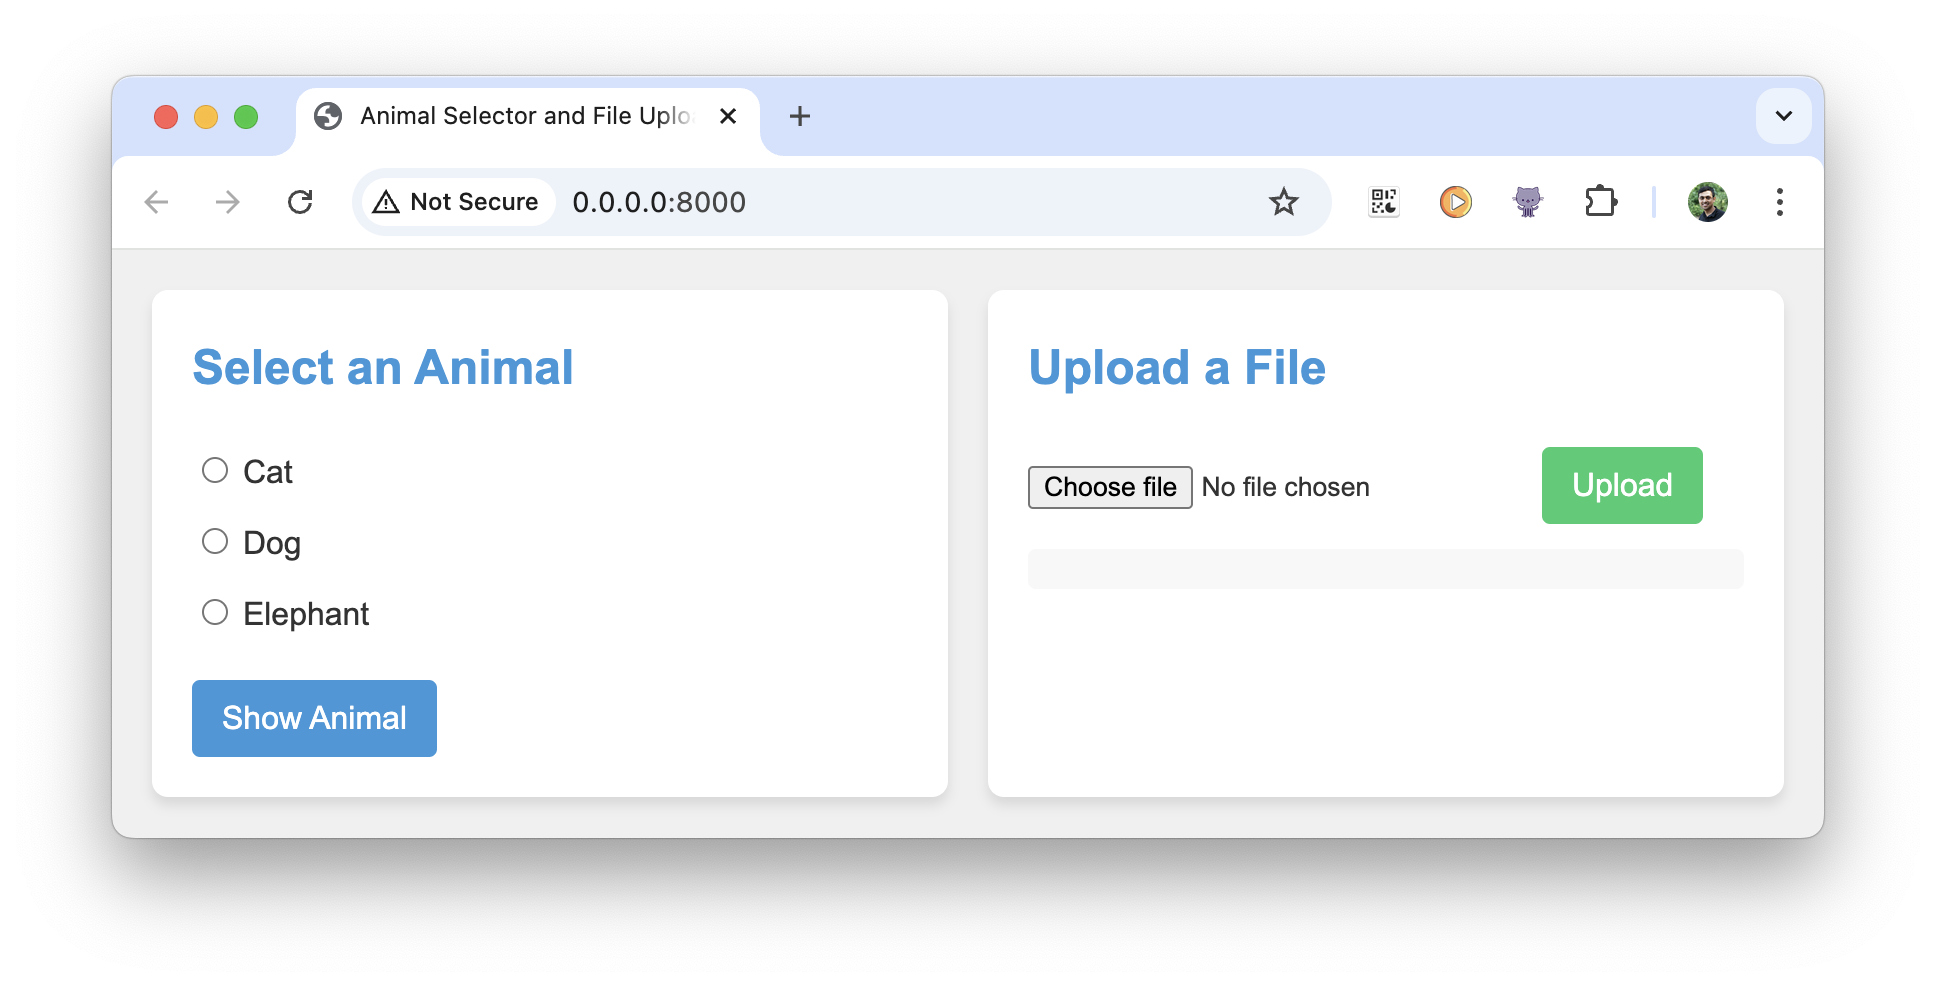 Animal Selector and File Uplo
Not Secure
0.0.0.0:8000
Select an Animal
Cat
Dog
Elephant
Show Animal
Upload a File
Choose file No file chosen
Upload